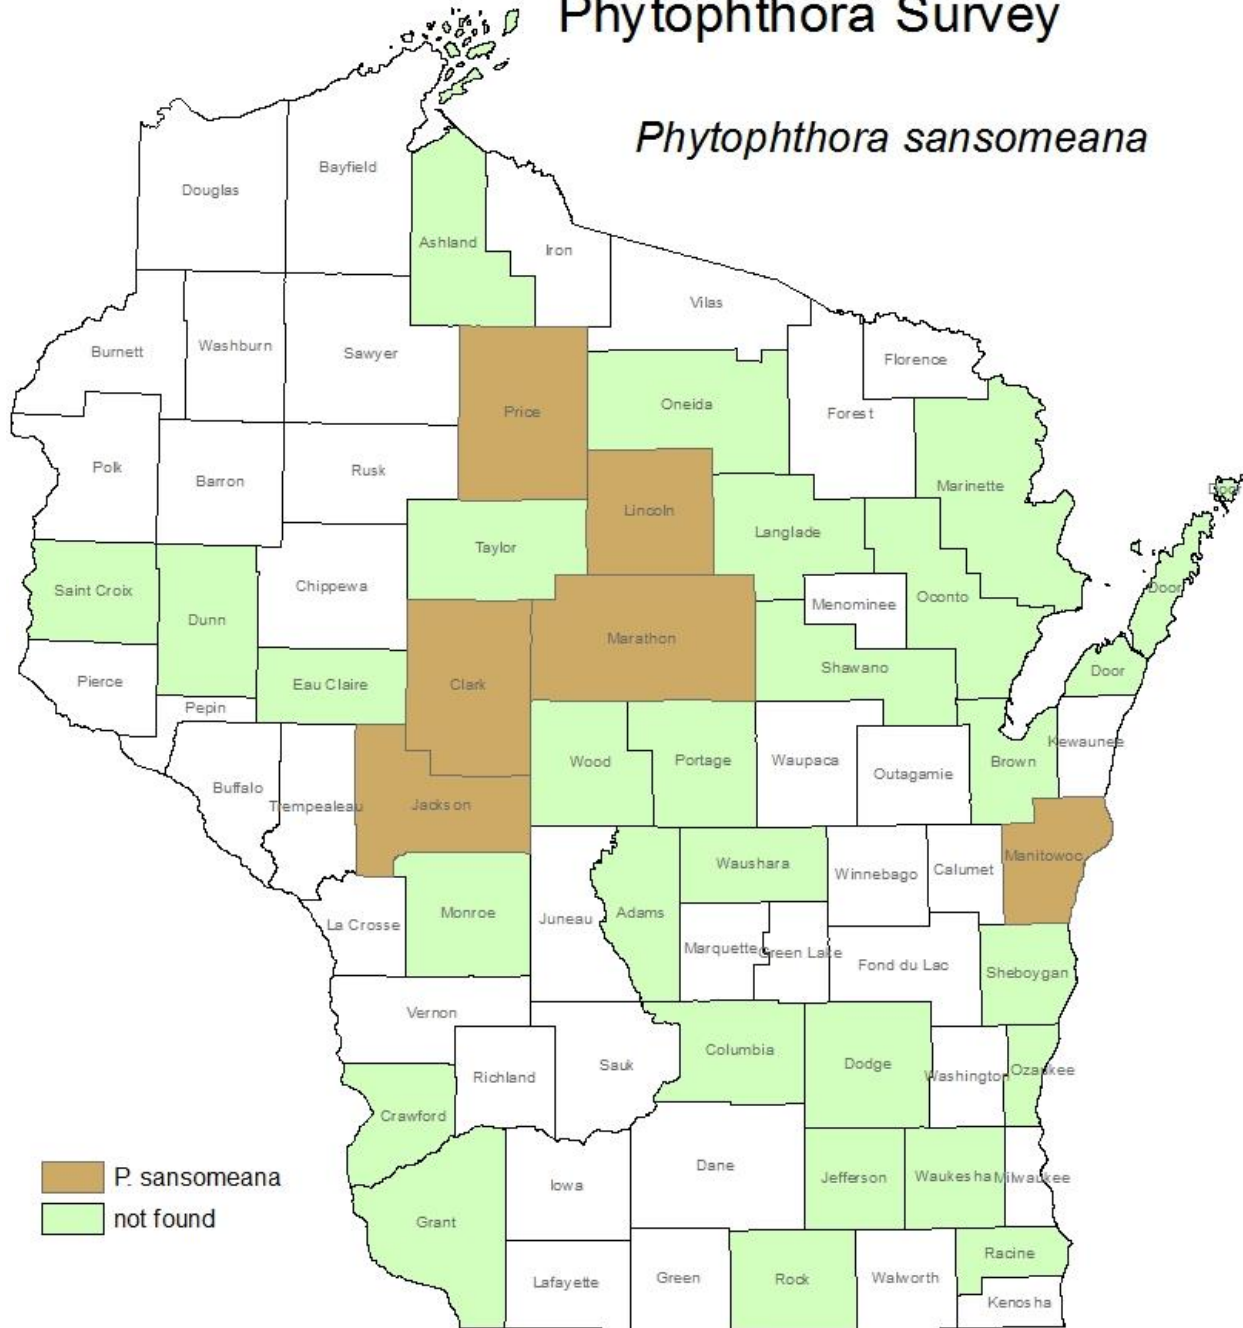 Phytophthora Survey
Phytophthora sansomeana
Bayfield
Douglas
Ashland
Iron
Vilas
Burnett
Washburn
Sawyer
Florence
Price
Oneida
Forest
Polk
Barron
Rusk
Marinette
Door
Lincoln
Langlade
Taylor
Saint Croix
Chippewa
Door
Dunn
Menominee
Oconto
Marathon
Shawano
Door
Pierce
Eau Claire
Clark
Pepin
Kewaunee
Wood
Portage
Waupaca
Outagamie
Brown
Buffalo
Trempealeau
Jackson
Manitowoc
Waushara
Winnebago
Calumet
La Crosse
Monroe
Juneau
Adams
Marquette
Green Lake
Fond du Lac
Sheboygan
Vernon
Columbia
Dodge
Sauk
Richland
Washington
Ozaukee
Crawford
Dane
Jefferson
Waukesha
Milwaukee
Iowa
P. sansomeana
not found
Grant
Racine
Lafayette
Green
Rock
Walworth
Kenosha